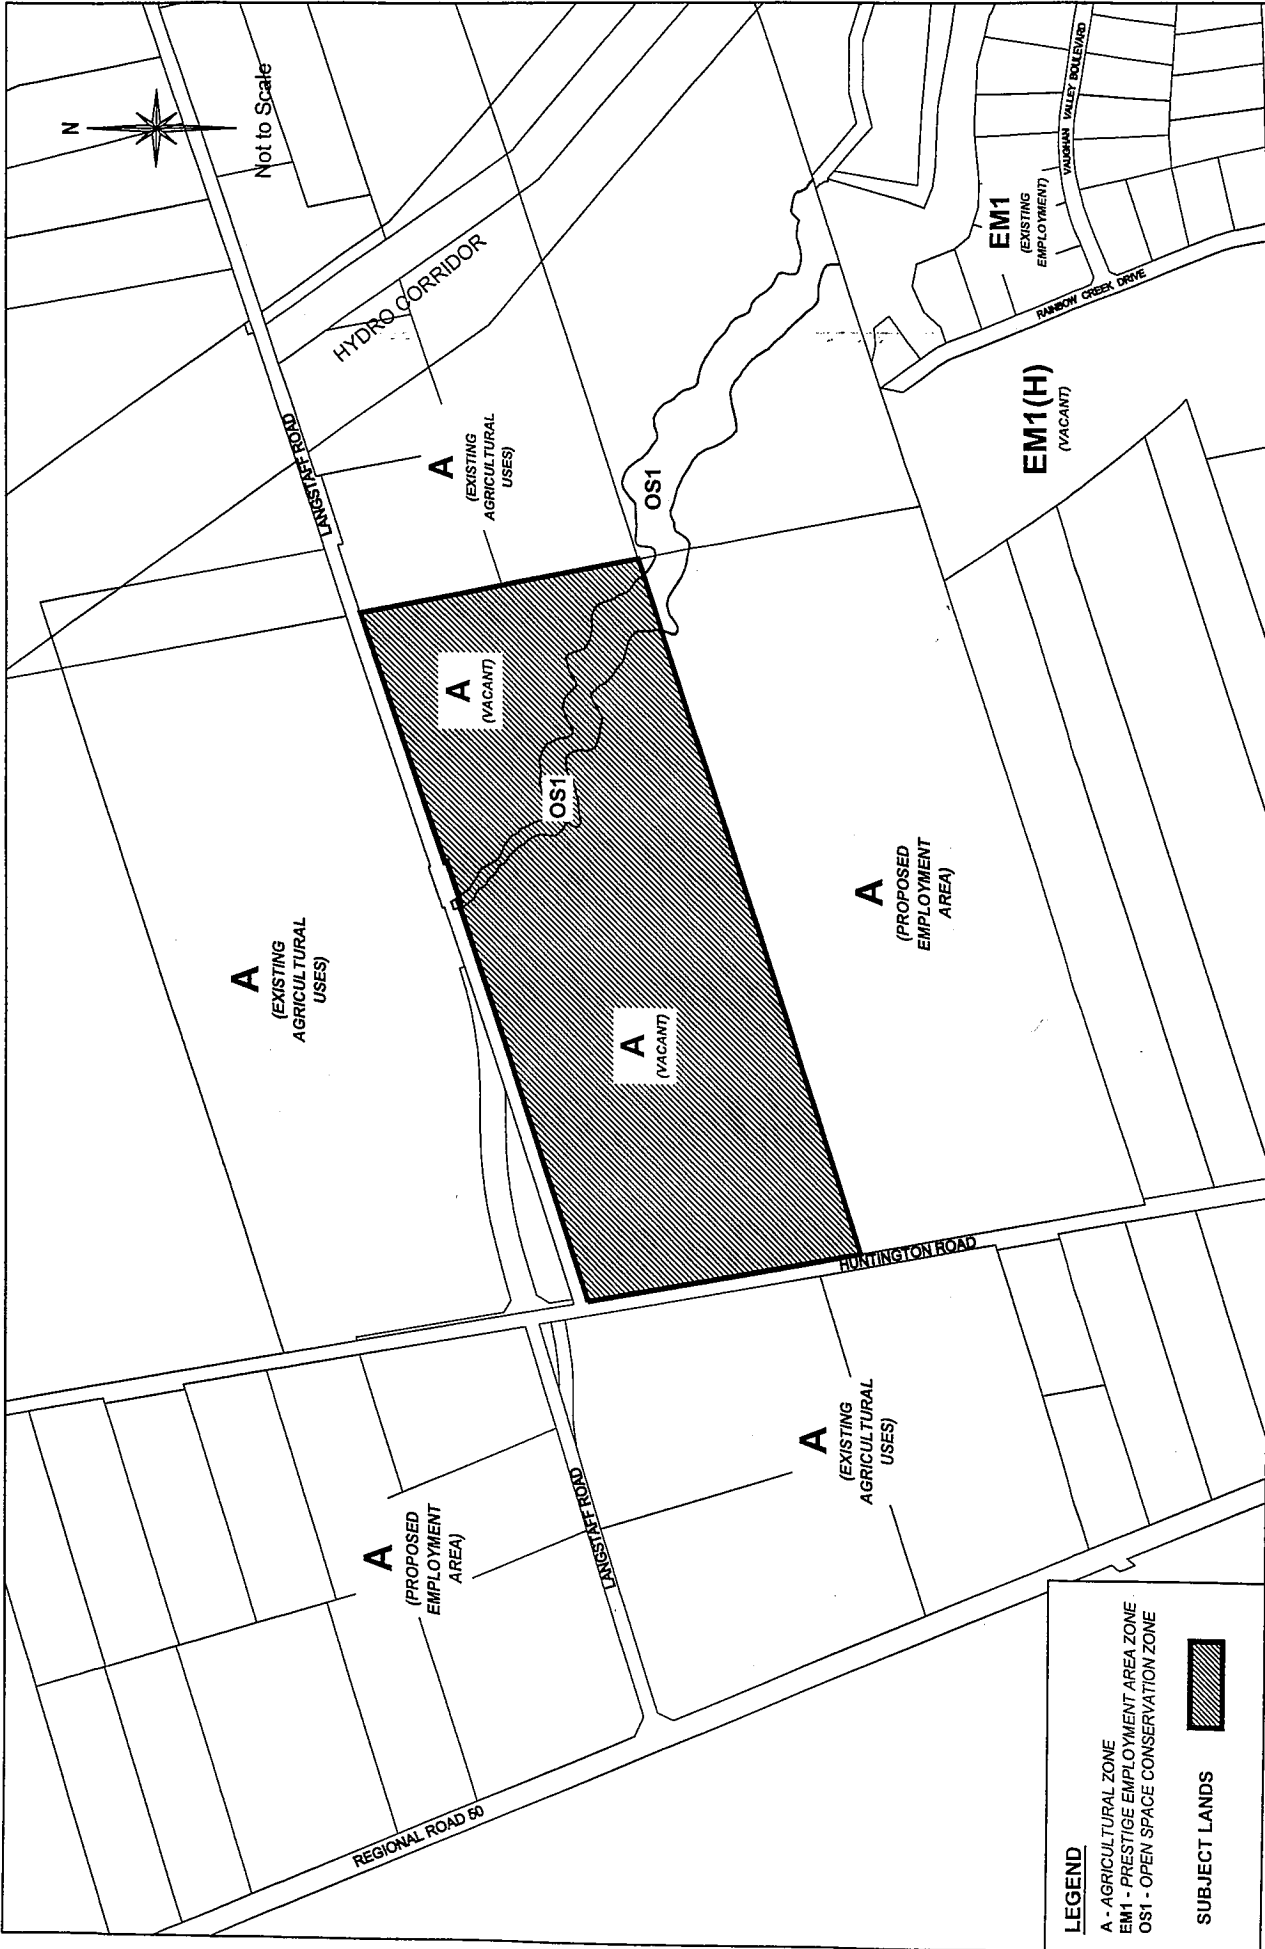 N
Not to Scale
HYDRO CORRIDOR
LANGSTAFF ROAD
A
(EXISTING
AGRICULTURAL
USES)
A
(EXISTING
AGRICULTURAL
USES)
A
(VACANT)
OS1
OS1
A
(VACANT)
A
(PROPOSED
EMPLOYMENT
AREA)
EM1
(EXISTING
EMPLOYMENT)
VAUGHAN VALLEY BOULEVARD
RAINBOW CREEK DRIVE
EM1(H)
(VACANT)
HUNTINGTON ROAD
A
(PROPOSED
EMPLOYMENT
AREA)
LANGSTAFF ROAD
A
(EXISTING
AGRICULTURAL
USES)
REGIONAL ROAD 50
LEGEND
A - AGRICULTURAL ZONE
EM1 - PRESTIGE EMPLOYMENT AREA ZONE
OS1 - OPEN SPACE CONSERVATION ZONE
SUBJECT LANDS